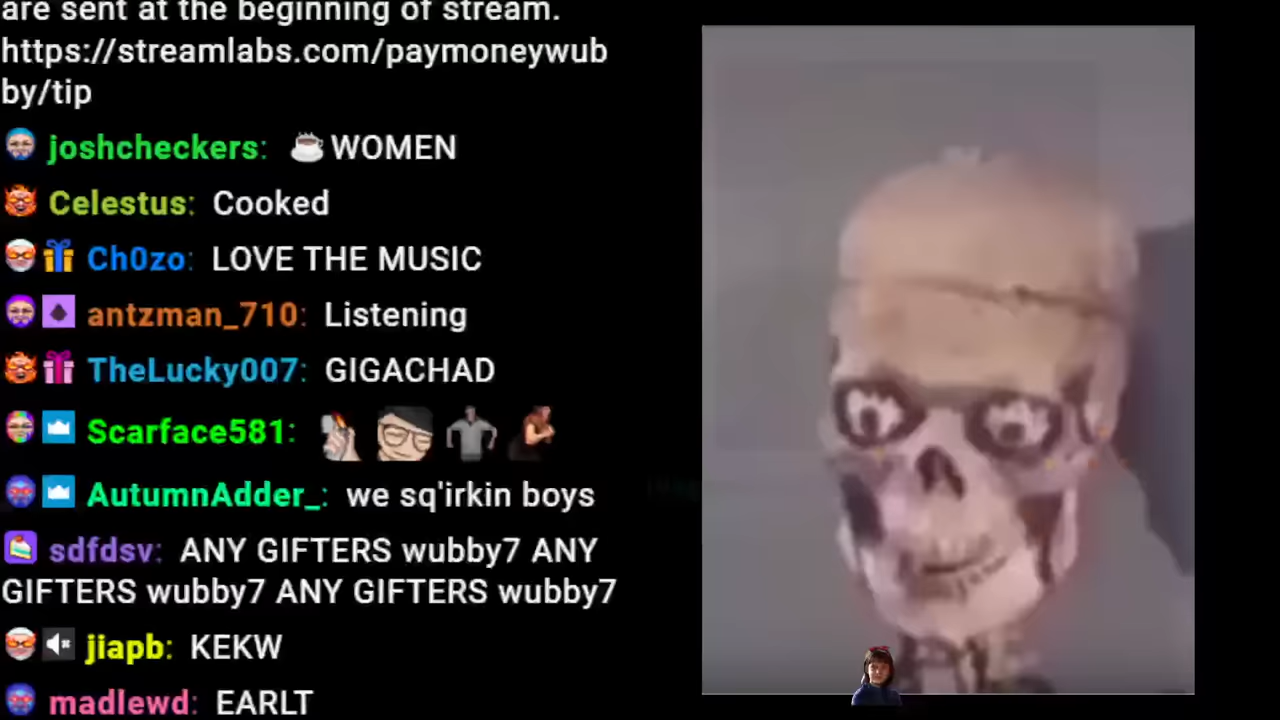 are sent at the beginning of stream.
https://streamlabs.com/paymoneywub
by/tip
joshcheckers: WOMEN
Celestus: Cooked
Ch0zo: LOVE THE MUSIC
antzman_710: Listening
TheLucky007: GIGACHAD
Scarface581:
AutumnAdder_: we sq'irkin boys
sdfdsv: ANY GIFTERS wubby7 ANY
GIFTERS wubby7 ANY GIFTERS wubby7
jiapb: KEKW
madlewd: EARLT